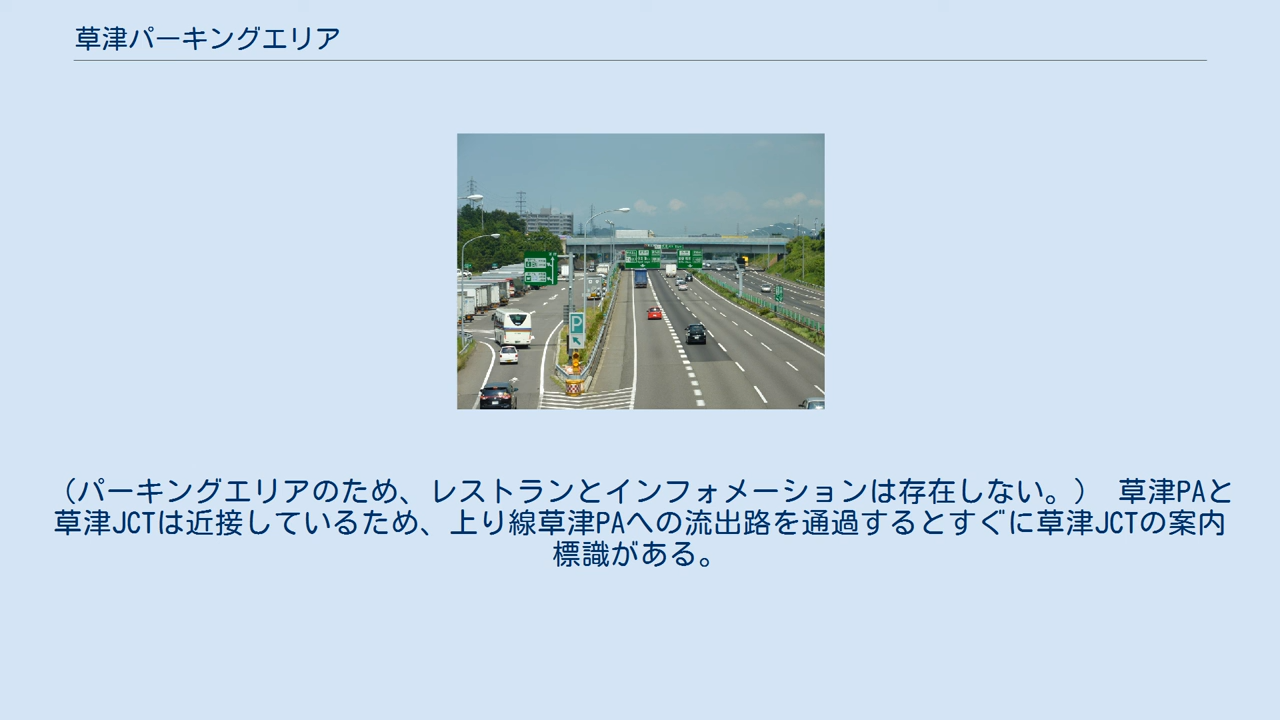 草津パーキングエリア
P
（パーキングエリアのため、レストランとインフォメーションは存在しない。） 草津PAと
草津JCTは近接しているため、上り線草津PAへの流出路を通過するとすぐに草津JCTの案内
標識がある。